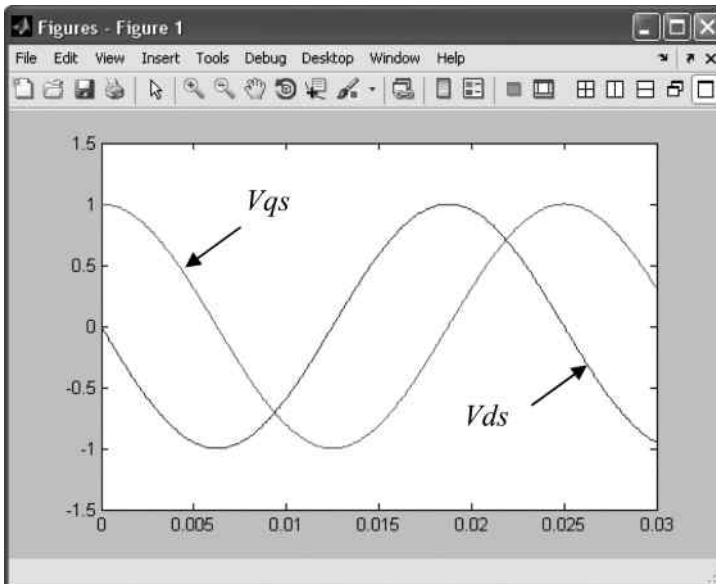 Figures - Figure 1
File Edit View Insert Tools Debug Desktop Window Help
1.5
1
0.5
0
-0.5
-1
-1.5
Vqs
Vds
0 0.005 0.01 0.015 0.02 0.025 0.03